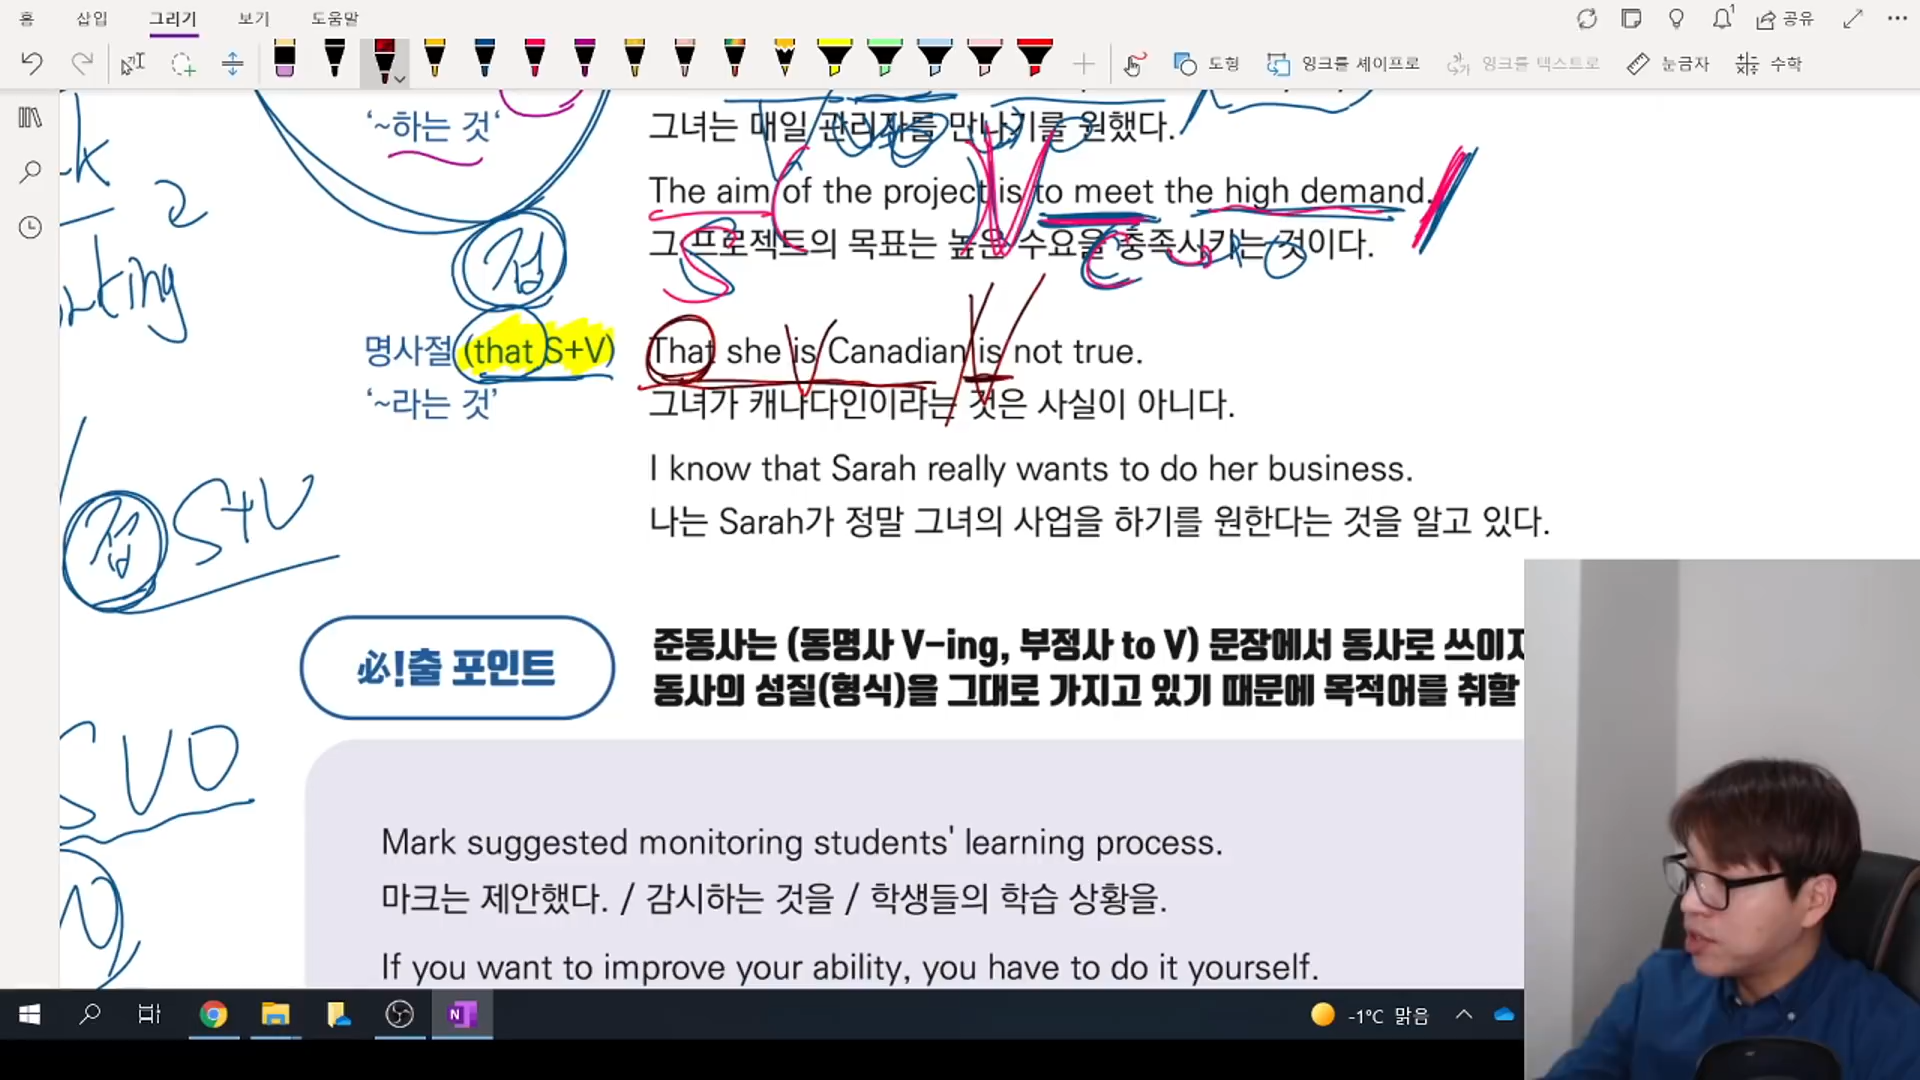 홈 삽입 그리기 보기 도움말 공유
도형 잉크를 셰이프로 잉크를 텍스트로 눈금자 수학
‘~하는 것‘
그녀는 매일 관리자를 만나기를 원했다.
The aim of the project is to meet the high demand.
그 프로젝트의 목표는 높은 수요을 충족시키는 것이다.
S V C
2
접
명사절 (that S+V)
That she is Canadian is not true.
V V
‘~라는 것’
그녀가 캐나다인이라는 것은 사실이 아니다.
I know that Sarah really wants to do her business.
나는 Sarah가 정말 그녀의 사업을 하기를 원한다는 것을 알고 있다.
접 S+V
必!출 포인트
준동사는 (동명사 V-ing, 부정사 to V) 문장에서 동사로 쓰이지
동사의 성질(형식)을 그대로 가지고 있기 때문에 목적어를 취할
SVO
Mark suggested monitoring students' learning process.
마크는 제안했다. / 감시하는 것을 / 학생들의 학습 상황을.
If you want to improve your ability, you have to do it yourself.
-1°C 맑음